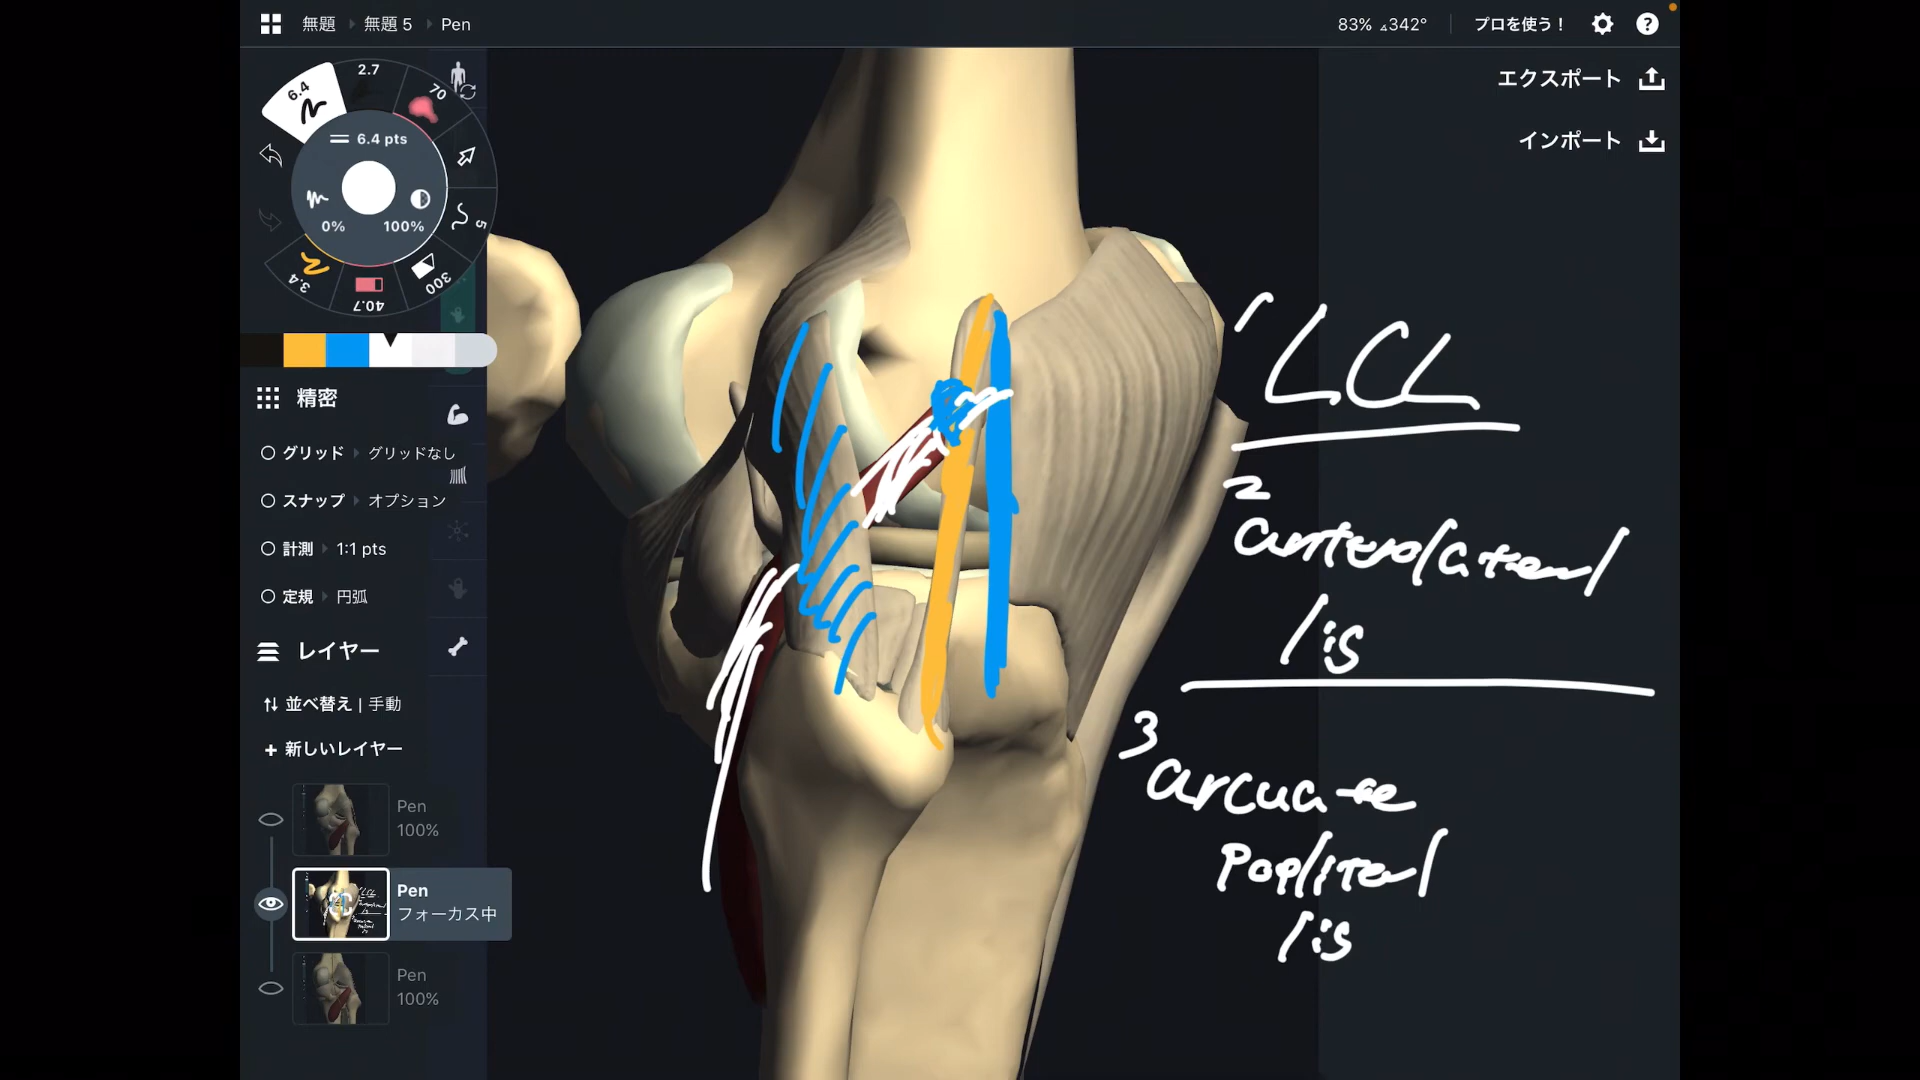 無題 無題 5 Pen
83% ⊿342° プロを使う！
エクスポート
インポート
2.7
6.4
70
6.4 pts
0% 100%
5
300
40.7
3.4
精密
グリッド グリッドなし
スナップ オプション
計測 1:1 pts
定規 円弧
レイヤー
並べ替え | 手動
+ 新しいレイヤー
Pen
100%
Pen
フォーカス中
Pen
100%
1 LCL
2
anterolateral
lis
3
arcuate
popliteal
lis